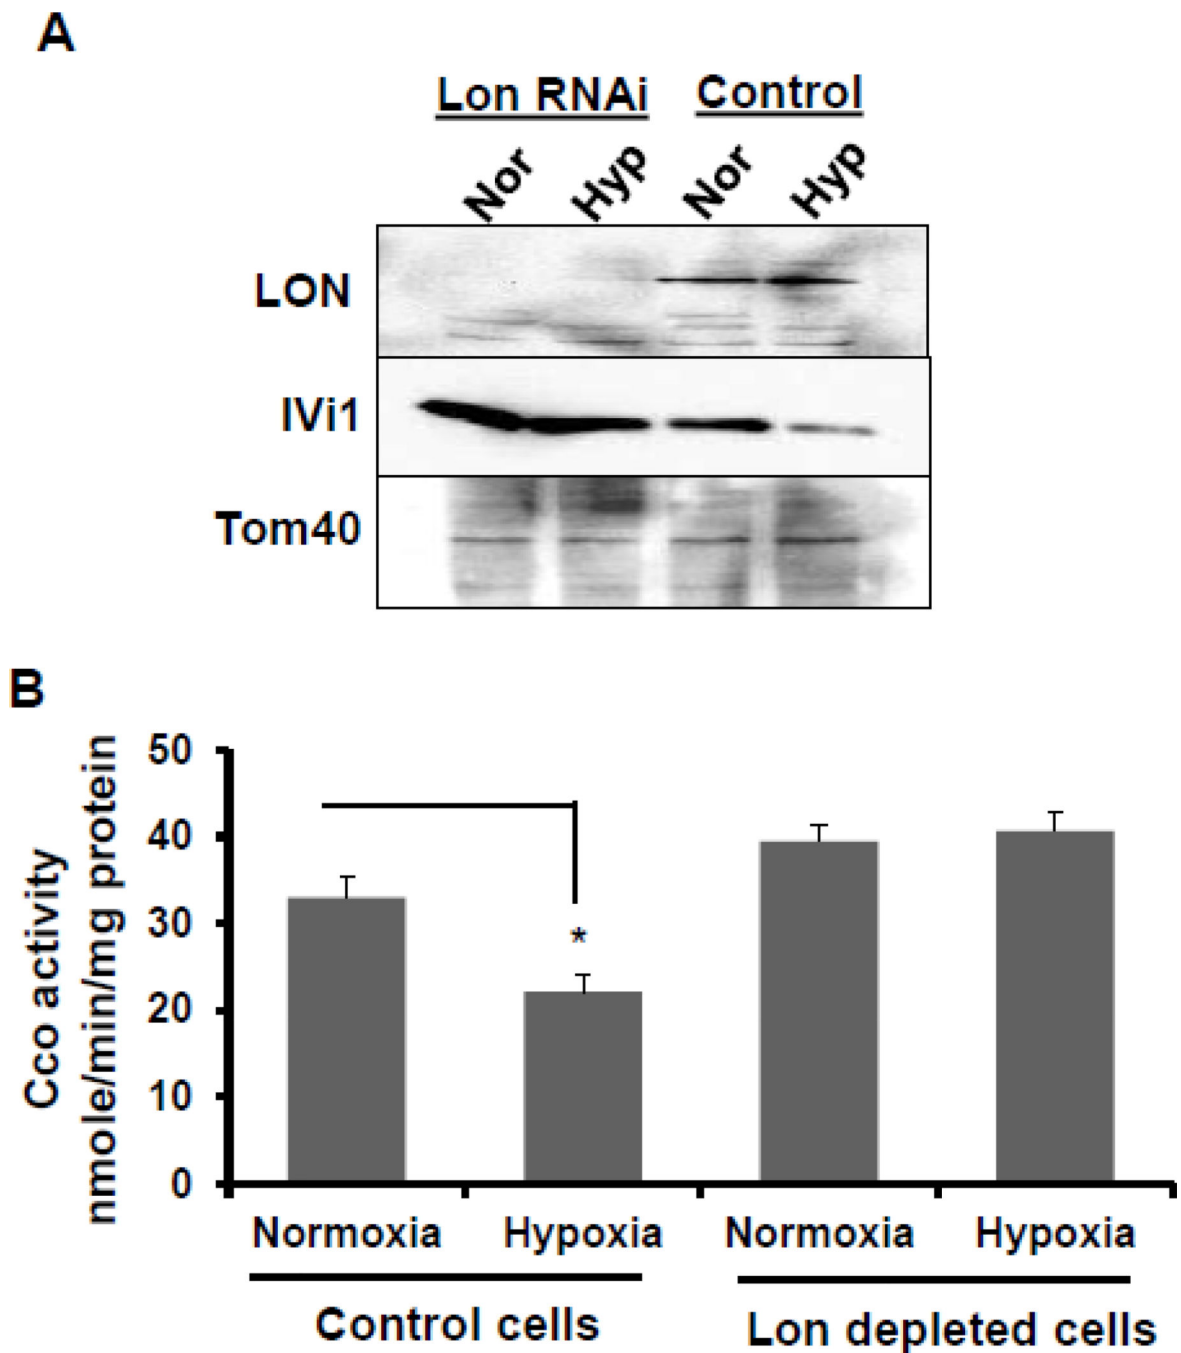 A
Lon RNAi Control
Nor Hyp Nor Hyp
LON
IVi1
Tom40
B
Cco activity
nmole/min/mg protein
50
40
30
20
10
0
*
Normoxia Hypoxia Normoxia Hypoxia
Control cells Lon depleted cells